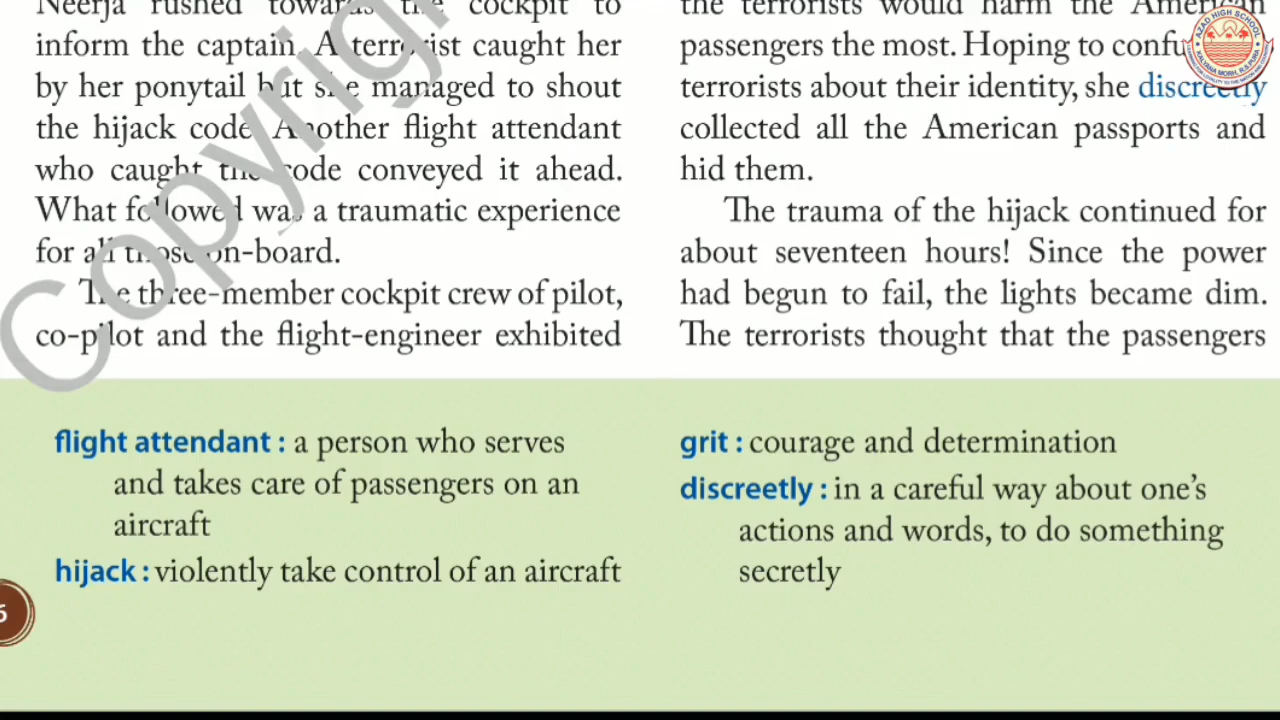 Neerja rushed towards the cockpit to
inform the captain. A terrorist caught her
by her ponytail but she managed to shout
the hijack code. Another flight attendant
who caught the code conveyed it ahead.
What followed was a traumatic experience
for all those on-board.
The three-member cockpit crew of pilot,
co-pilot and the flight-engineer exhibited
the terrorists would harm the American
passengers the most. Hoping to confu
terrorists about their identity, she discreetly
collected all the American passports and
hid them.
The trauma of the hijack continued for
about seventeen hours! Since the power
had begun to fail, the lights became dim.
The terrorists thought that the passengers
flight attendant : a person who serves
and takes care of passengers on an
aircraft
hijack : violently take control of an aircraft
grit : courage and determination
discreetly : in a careful way about one's
actions and words, to do something
secretly
Copyrigh
AZAD HIGH SCHOOL